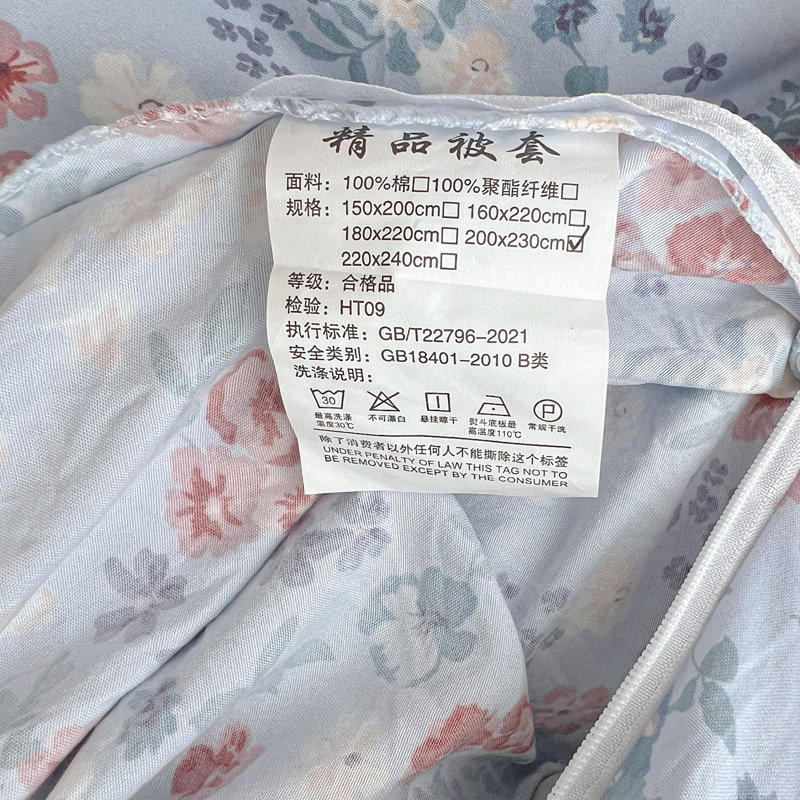 精品被套
面料：100%棉□100%聚酯纤维□
规格：150x200cm□ 160x220cm□
180x220cm□ 200x230cm☑
220x240cm□
等级：合格品
检验：HT09
执行标准：GB/T22796-2021
安全类别：GB18401-2010 B类
洗涤说明：
30
P
最高洗涤 不可漂白 悬挂晾干 熨斗底板最 常规干洗
温度30℃ 高温度110℃
除了消费者以外任何人不能撕除这个标签
UNDER PENALTY OF LAW THIS TAG NOT TO
BE REMOVED EXCEPT BY THE CONSUMER